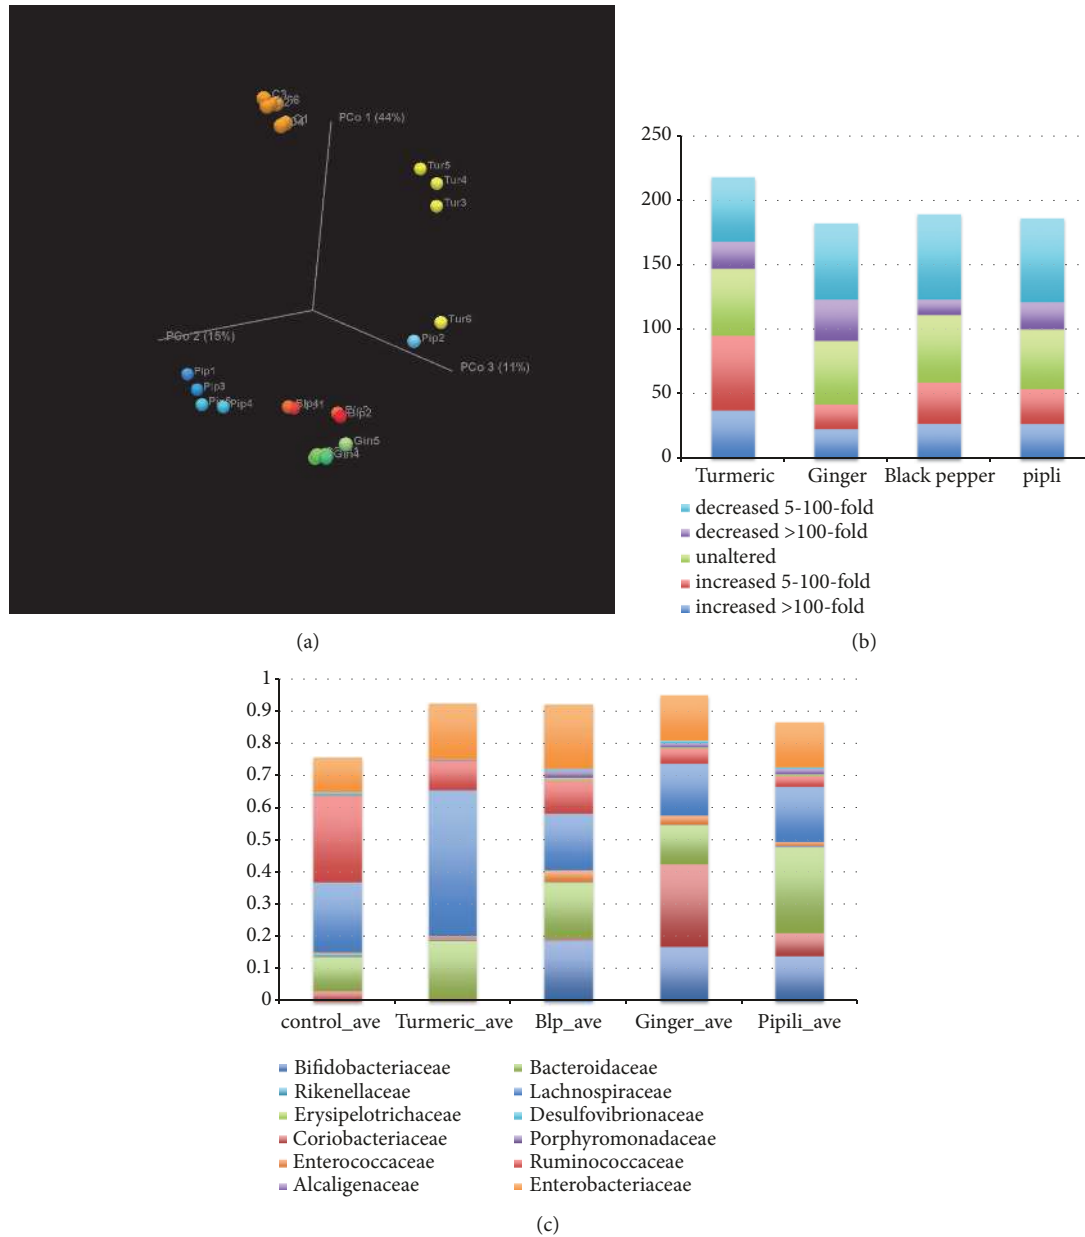 PCo 1 (44%)
Tur5
Tur4
Tur3
Tur6
Pip2
PCo 2 (15%)
PCo 3 (11%)
Pip1
Pip3
Pip4
Blp2
Gin5
Gin4
(a)
250
200
150
100
50
0
Turmeric Ginger Black pepper pipli
decreased 5-100-fold
decreased >100-fold
unaltered
increased 5-100-fold
increased >100-fold
(b)
1
0.9
0.8
0.7
0.6
0.5
0.4
0.3
0.2
0.1
0
control_ave Turmeric_ave Blp_ave Ginger_ave Pipili_ave
Bifidobacteriaceae Bacteroidaceae
Rikenellaceae Lachnospiraceae
Erysipelotrichaceae Desulfovibrionaceae
Coriobacteriaceae Porphyromonadaceae
Enterococcaceae Ruminococcaceae
Alcaligenaceae Enterobacteriaceae
(c)